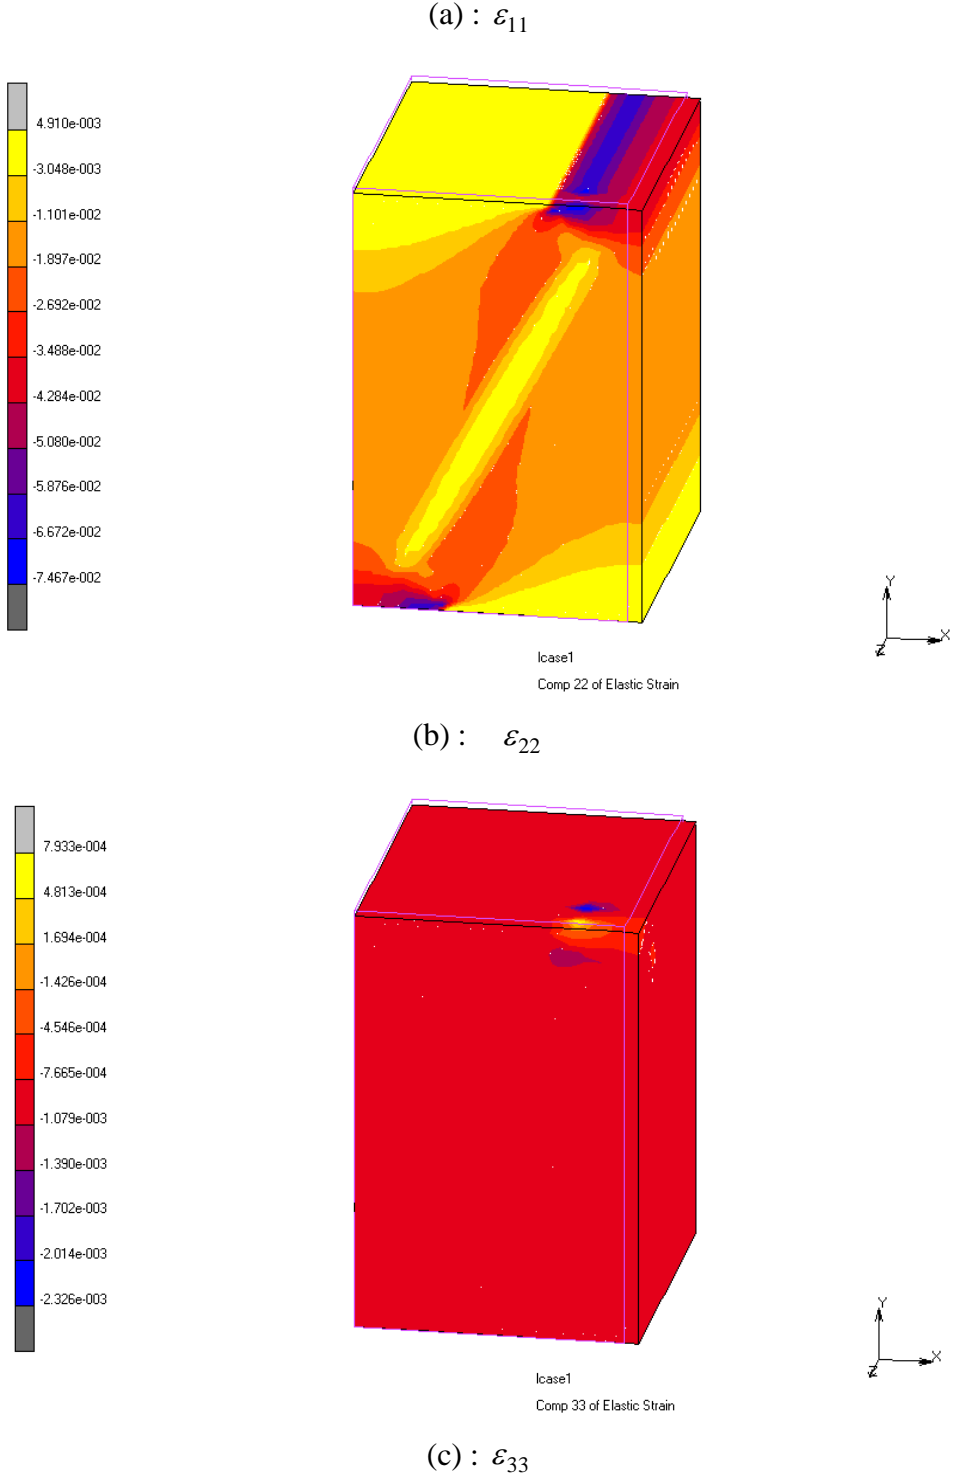 (a) : ε₁₁
4.910e-003
-3.048e-003
-1.101e-002
-1.897e-002
-2.692e-002
-3.488e-002
-4.284e-002
-5.080e-002
-5.876e-002
-6.672e-002
-7.467e-002
Y
X
Z
lcase1
Comp 22 of Elastic Strain
(b) : ε₂₂
7.933e-004
4.813e-004
1.694e-004
-1.426e-004
-4.546e-004
-7.665e-004
-1.079e-003
-1.390e-003
-1.702e-003
-2.014e-003
-2.326e-003
Y
X
Z
lcase1
Comp 33 of Elastic Strain
(c) : ε₃₃